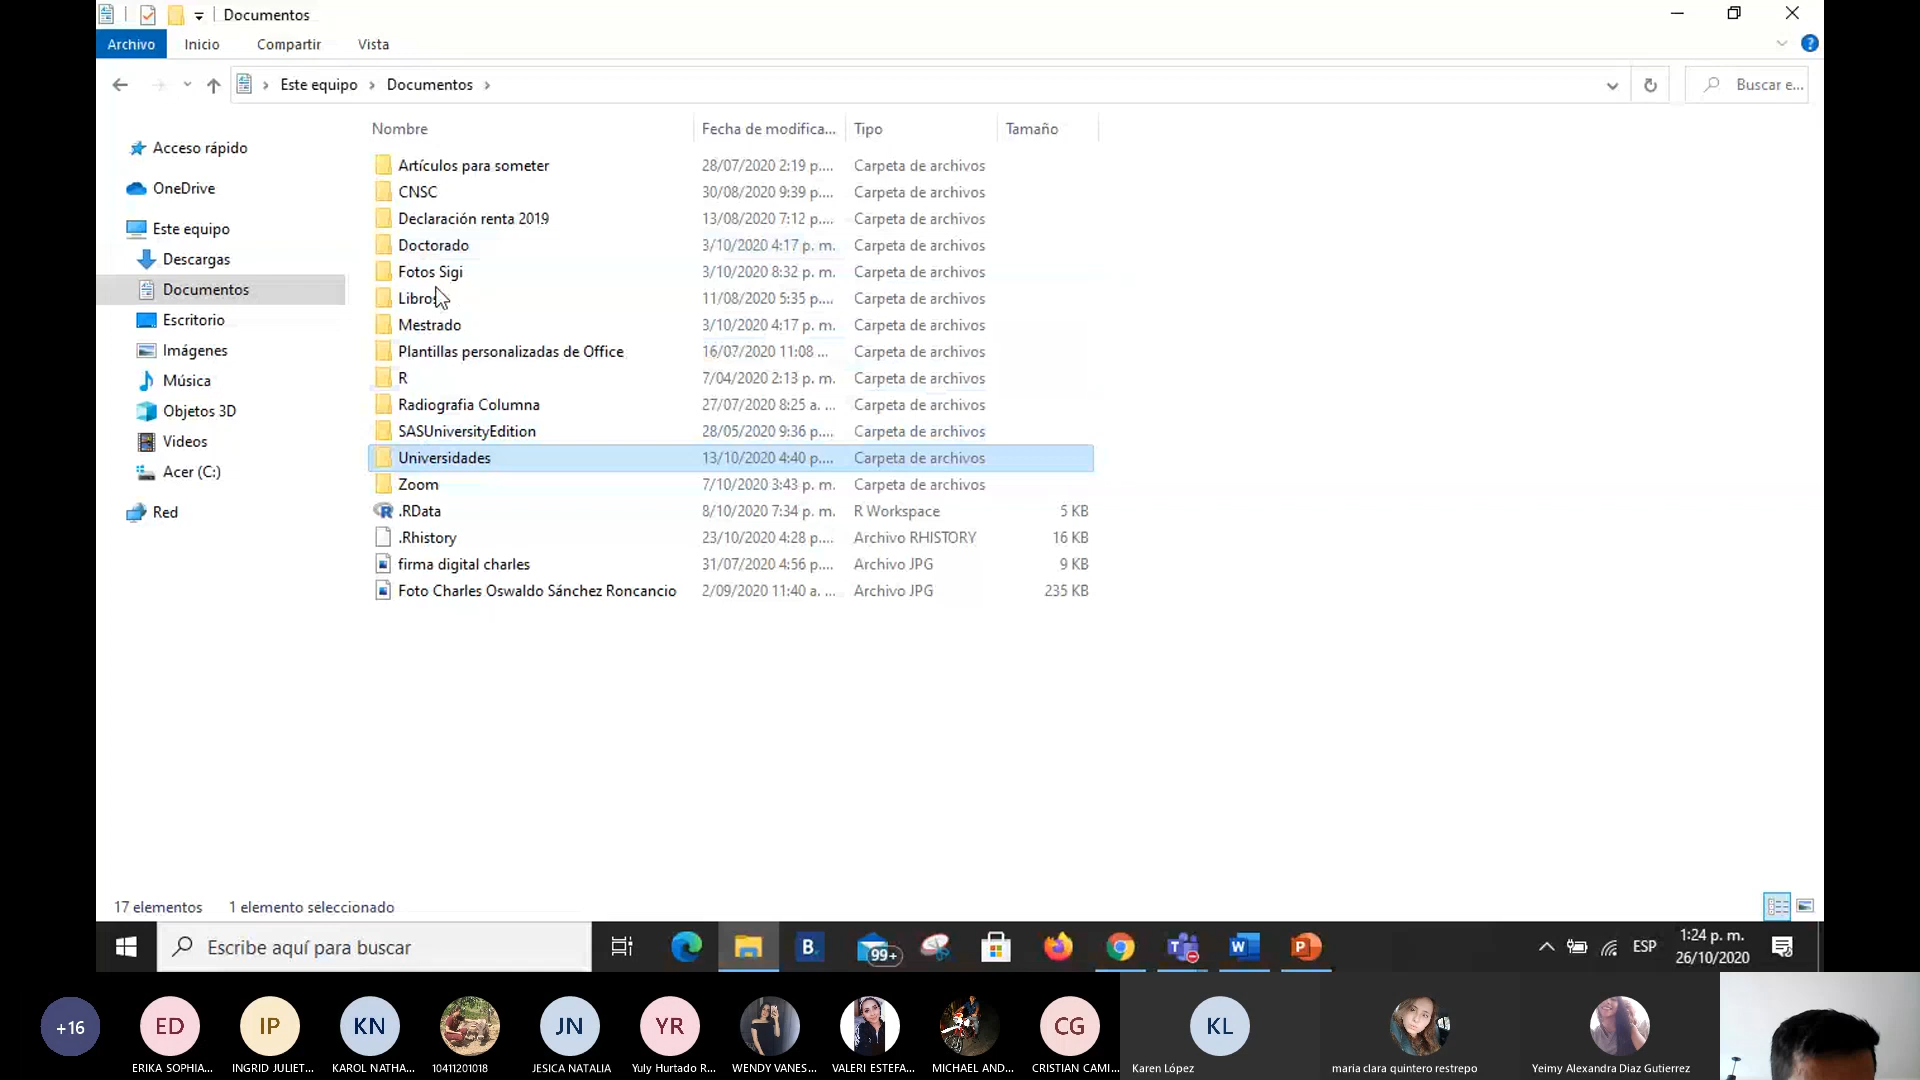 Documentos
Archivo Inicio Compartir Vista
Este equipo Documentos Buscar e...
Nombre Fecha de modifica... Tipo Tamaño
Acceso rápido
OneDrive
Este equipo
Descargas
Documentos
Escritorio
Imágenes
Música
Objetos 3D
Videos
Acer (C:)
Red
Artículos para someter 28/07/2020 2:19 p.... Carpeta de archivos
CNSC 30/08/2020 9:39 p.... Carpeta de archivos
Declaración renta 2019 13/08/2020 7:12 p.... Carpeta de archivos
Doctorado 3/10/2020 4:17 p. m. Carpeta de archivos
Fotos Sigi 3/10/2020 8:32 p. m. Carpeta de archivos
Libros 11/08/2020 5:35 p.... Carpeta de archivos
Mestrado 3/10/2020 4:17 p. m. Carpeta de archivos
Plantillas personalizadas de Office 16/07/2020 11:08 ... Carpeta de archivos
R 7/04/2020 2:13 p. m. Carpeta de archivos
Radiografia Columna 27/07/2020 8:25 a. ... Carpeta de archivos
SASUniversityEdition 28/05/2020 9:36 p.... Carpeta de archivos
Universidades 13/10/2020 4:40 p.... Carpeta de archivos
Zoom 7/10/2020 3:43 p. m. Carpeta de archivos
.RData 8/10/2020 7:34 p. m. R Workspace 5 KB
.Rhistory 23/10/2020 4:28 p.... Archivo RHISTORY 16 KB
firma digital charles 31/07/2020 4:56 p.... Archivo JPG 9 KB
Foto Charles Oswaldo Sánchez Roncancio 2/09/2020 11:40 a. ... Archivo JPG 235 KB
17 elementos 1 elemento seleccionado
Escribe aquí para buscar B. 99+ W P ESP 1:24 p. m.
26/10/2020
+16 ED IP KN JN YR CG KL
ERIKA SOPHIA... INGRID JULIET... KAROL NATHA... 10411201018 JESICA NATALIA Yuly Hurtado R... WENDY VANES... VALERI ESTEFA... MICHAEL AND... CRISTIAN CAMI... Karen López maria clara quintero restrepo Yeimy Alexandra Diaz Gutierrez